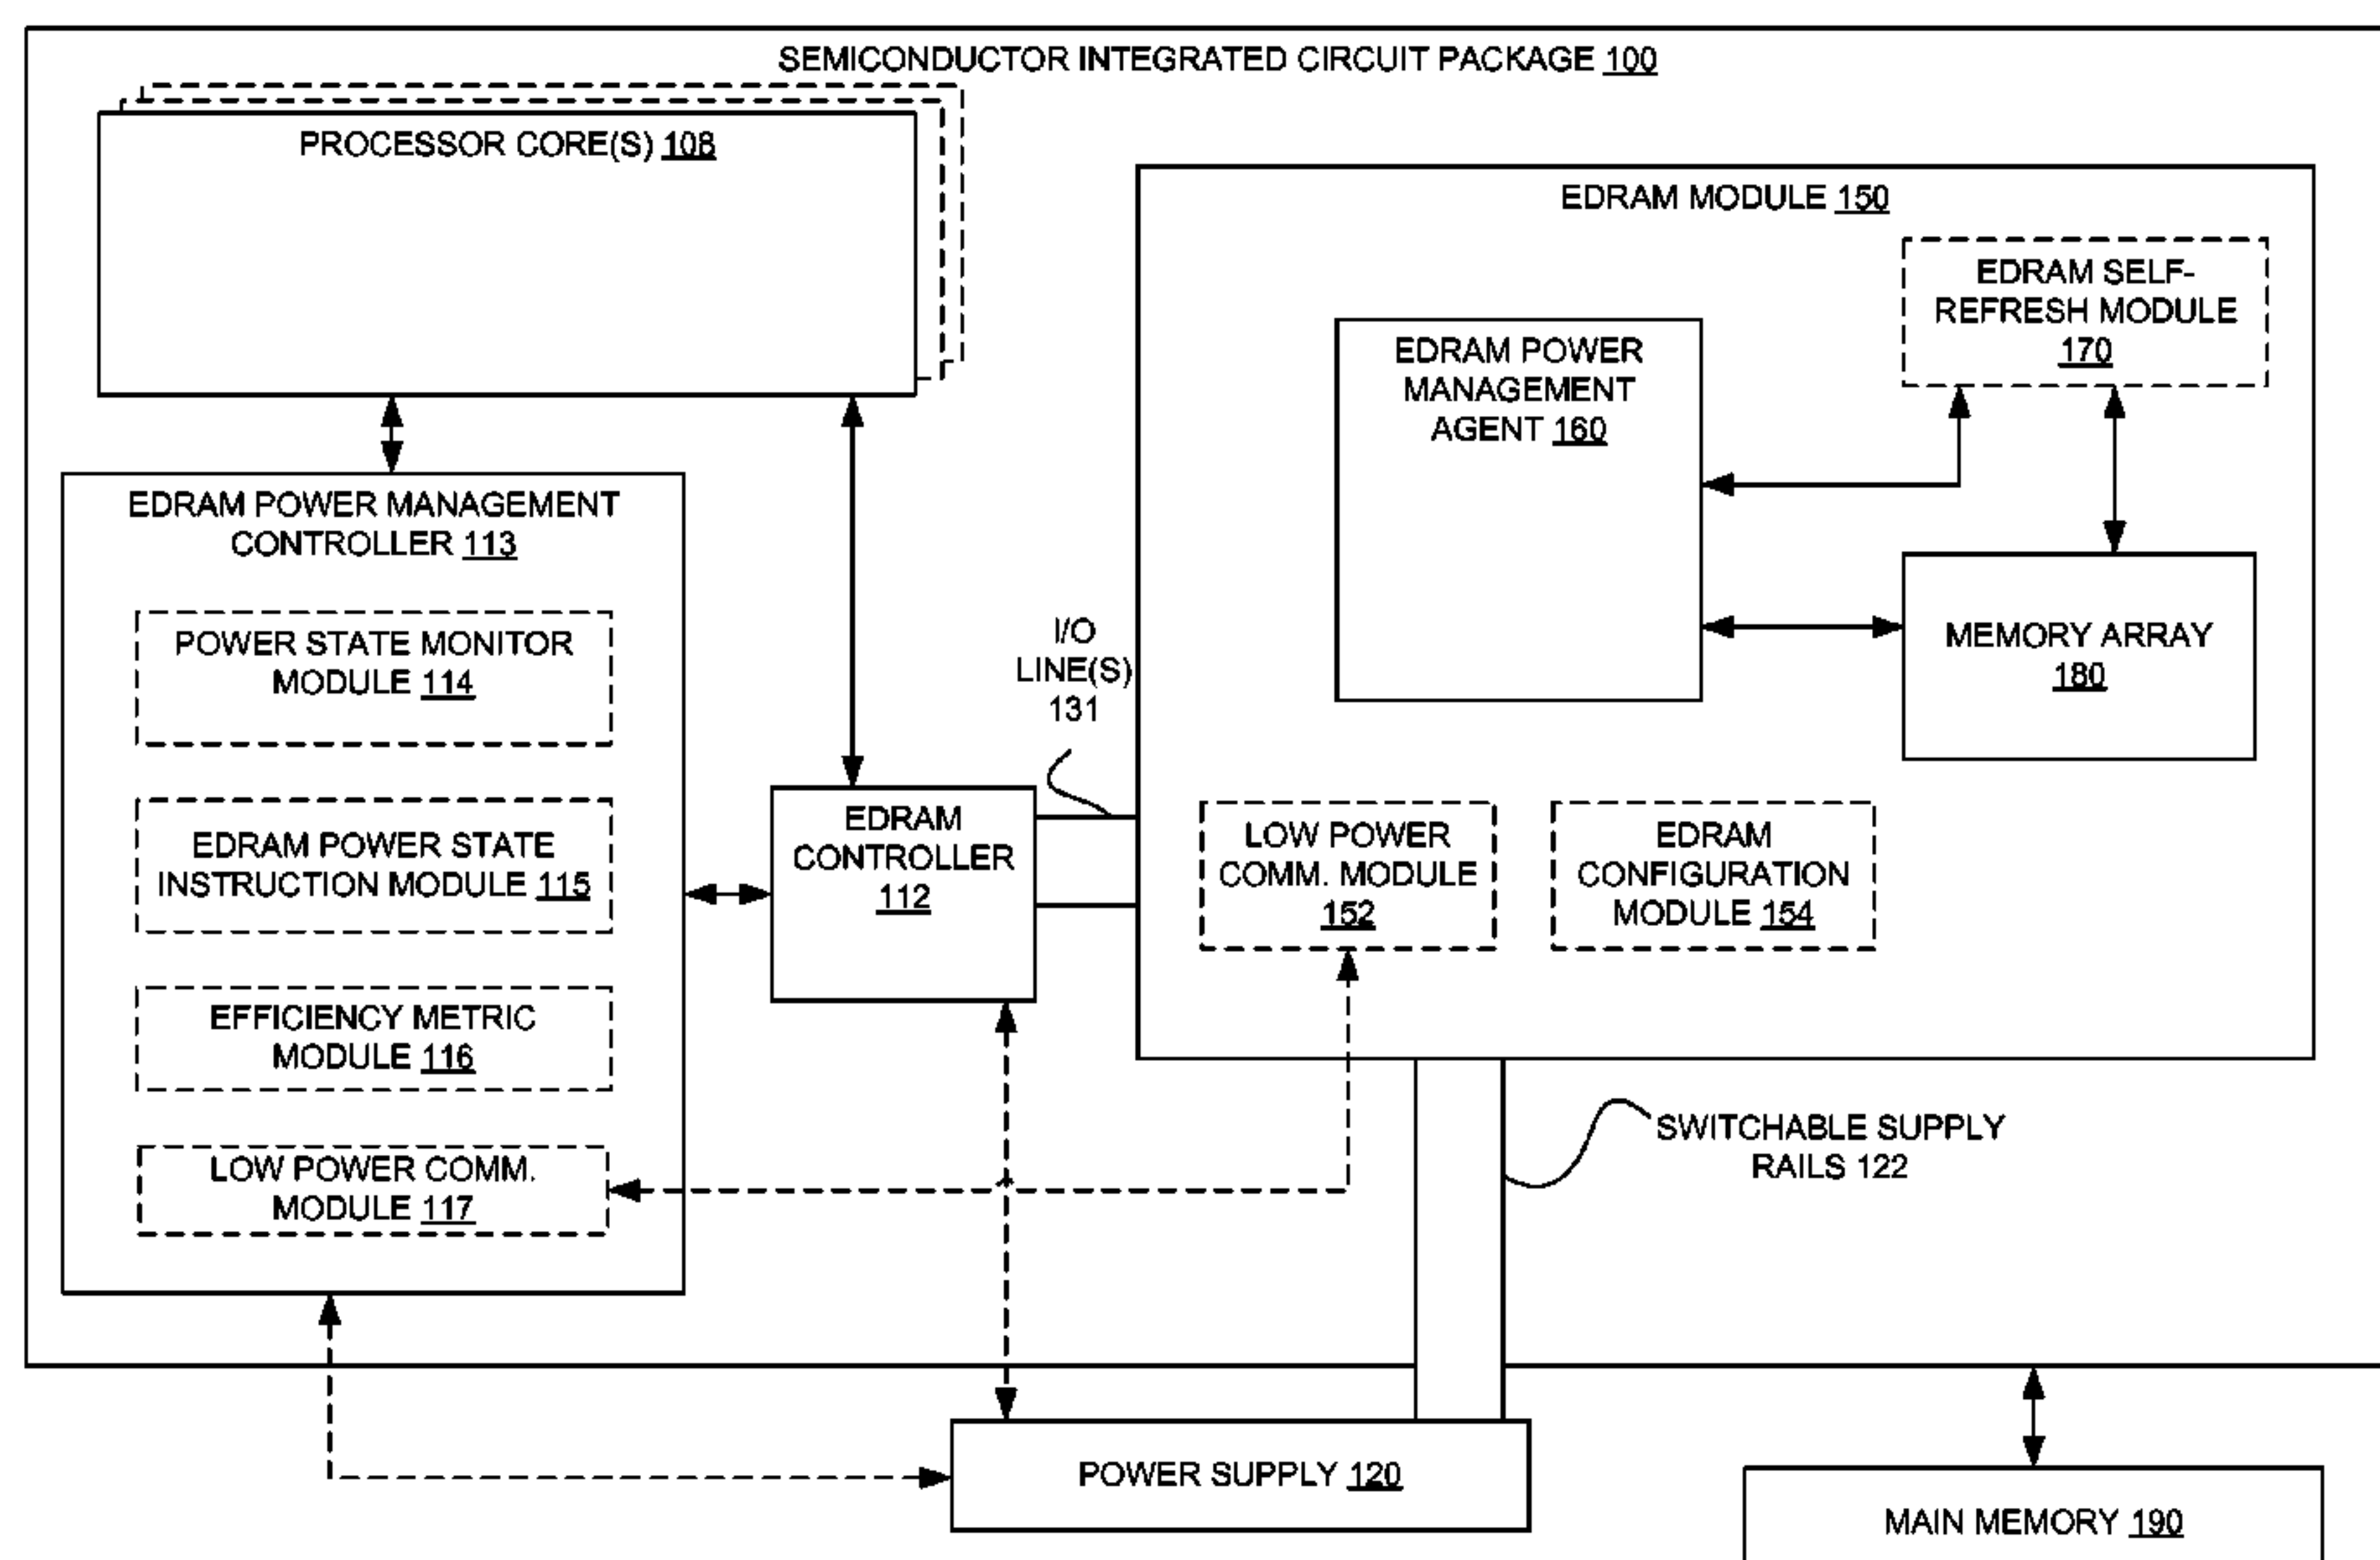 SEMICONDUCTOR INTEGRATED CIRCUIT PACKAGE 100
PROCESSOR CORE(S) 108
EDRAM MODULE 150
EDRAM SELF-
REFRESH MODULE
170
EDRAM POWER
MANAGEMENT
AGENT 160
EDRAM POWER MANAGEMENT
CONTROLLER 113
POWER STATE MONITOR
MODULE 114
I/O
LINE(S)
131
MEMORY ARRAY
180
EDRAM POWER STATE
INSTRUCTION MODULE 115
EDRAM
CONTROLLER
112
LOW POWER
COMM. MODULE
152
EDRAM
CONFIGURATION
MODULE 154
EFFICIENCY METRIC
MODULE 116
LOW POWER COMM.
MODULE 117
SWITCHABLE SUPPLY
RAILS 122
POWER SUPPLY 120
MAIN MEMORY 190